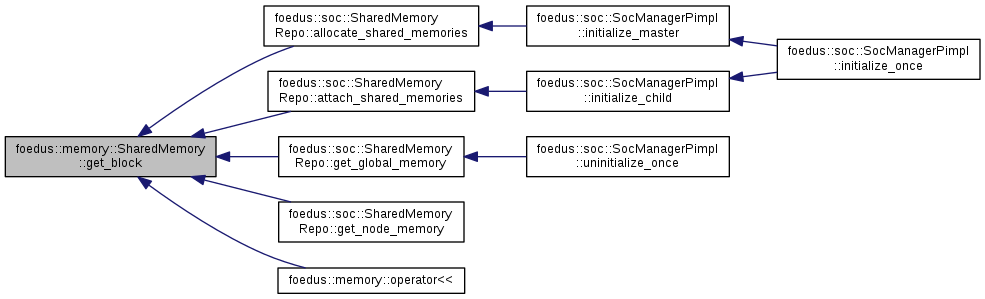 foedus::soc::SharedMemory
Repo::allocate_shared_memories
foedus::soc::SocManagerPimpl
::initialize_master
foedus::soc::SocManagerPimpl
::initialize_once
foedus::soc::SharedMemory
Repo::attach_shared_memories
foedus::soc::SocManagerPimpl
::initialize_child
foedus::memory::SharedMemory
::get_block
foedus::soc::SharedMemory
Repo::get_global_memory
foedus::soc::SocManagerPimpl
::uninitialize_once
foedus::soc::SharedMemory
Repo::get_node_memory
foedus::memory::operator<<